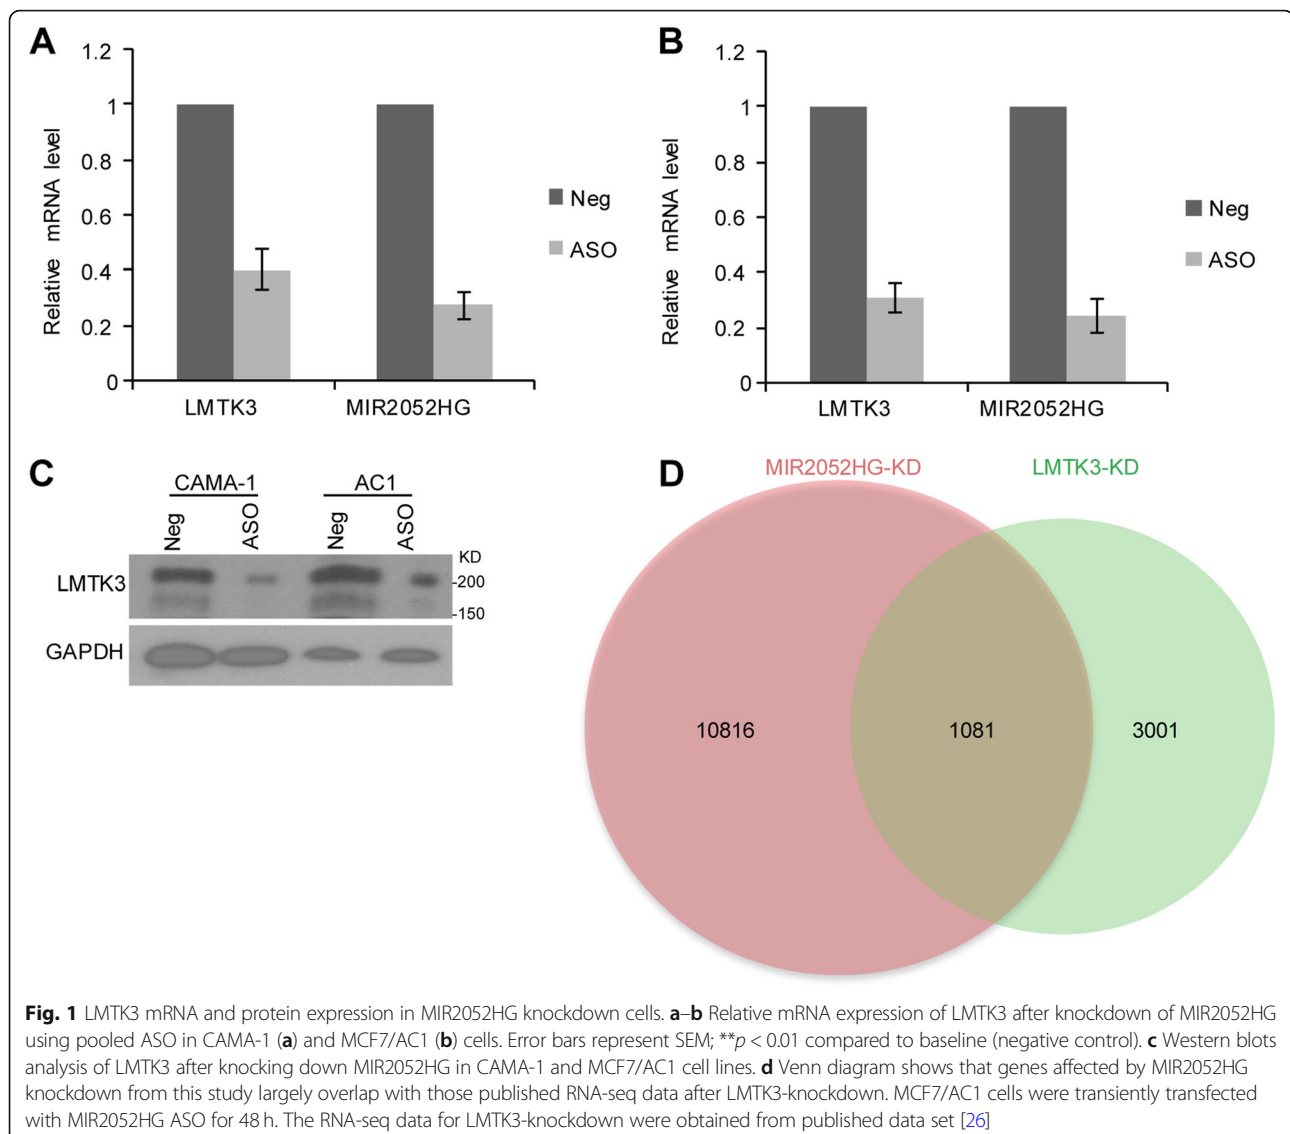 A
1.2
1
0.8
0.6
0.4
0.2
0
Relative mRNA level
LMTK3 MIR2052HG
Neg
ASO
B
1.2
1
0.8
0.6
0.4
0.2
0
Relative mRNA level
LMTK3 MIR2052HG
Neg
ASO
C
CAMA-1 AC1
Neg ASO Neg ASO
KD
LMTK3
-200
-150
GAPDH
D
MIR2052HG-KD LMTK3-KD
10816 1081 3001
Fig. 1 LMTK3 mRNA and protein expression in MIR2052HG knockdown cells. a–b Relative mRNA expression of LMTK3 after knockdown of MIR2052HG
using pooled ASO in CAMA-1 (a) and MCF7/AC1 (b) cells. Error bars represent SEM; **p < 0.01 compared to baseline (negative control). c Western blots
analysis of LMTK3 after knocking down MIR2052HG in CAMA-1 and MCF7/AC1 cell lines. d Venn diagram shows that genes affected by MIR2052HG
knockdown from this study largely overlap with those published RNA-seq data after LMTK3-knockdown. MCF7/AC1 cells were transiently transfected
with MIR2052HG ASO for 48 h. The RNA-seq data for LMTK3-knockdown were obtained from published data set [26]